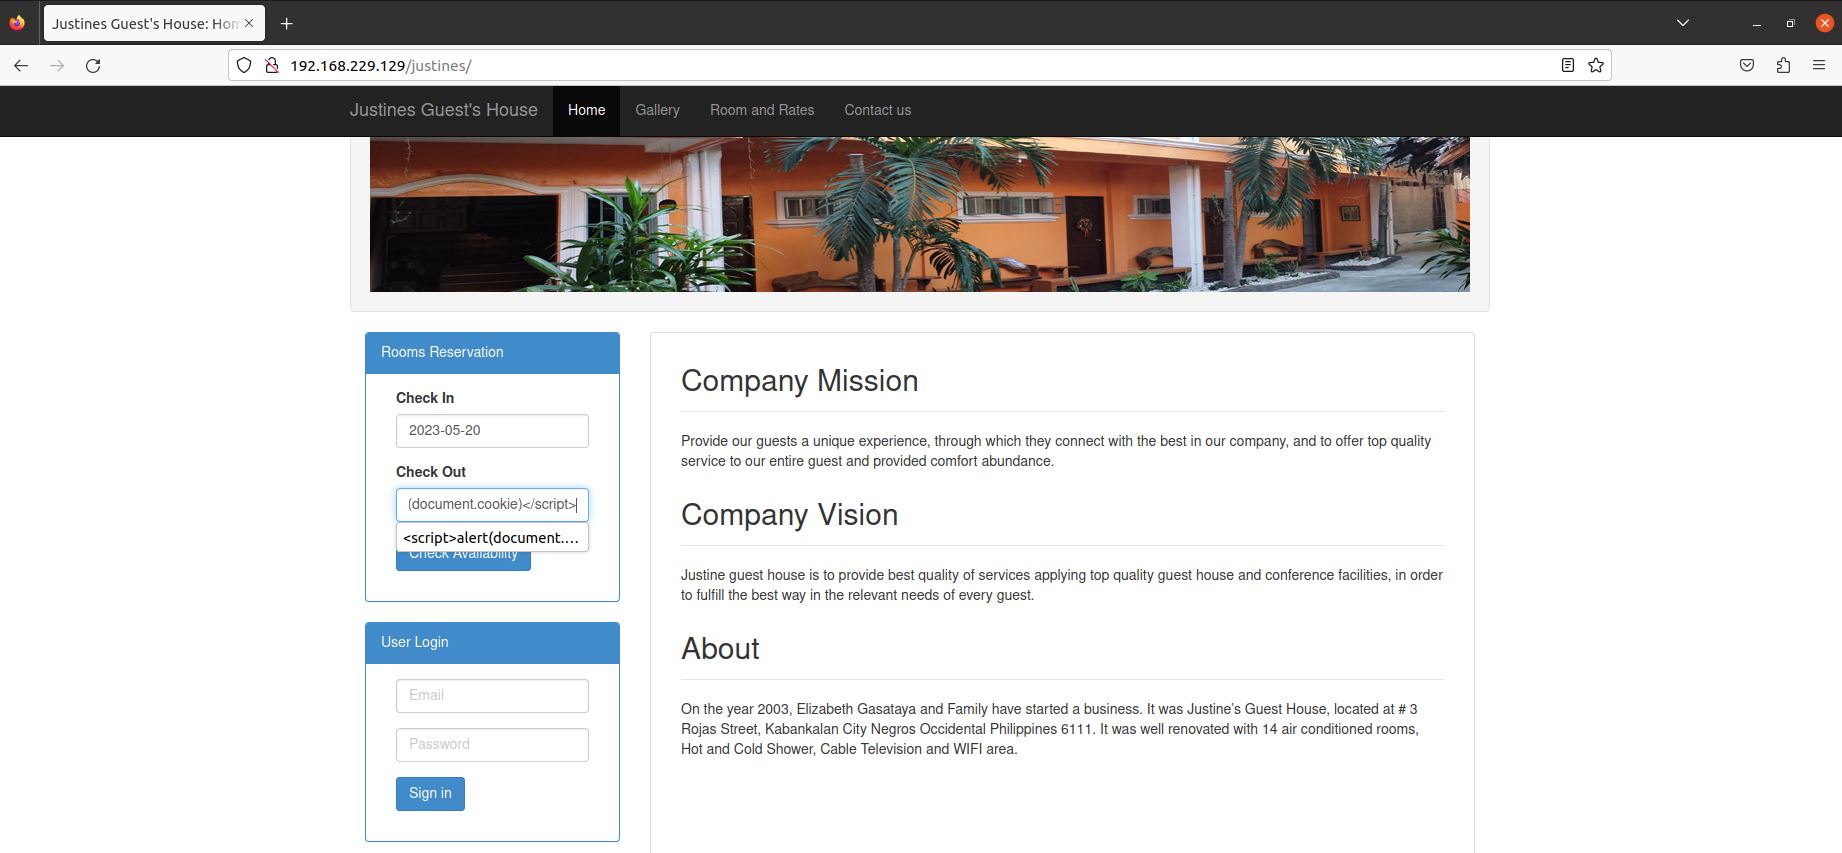 Justines Guest's House: Hom
192.168.229.129/justines/
Justines Guest's House Home Gallery Room and Rates Contact us
Rooms Reservation
Check In
2023-05-20
Check Out
(document.cookie)</script>
<script>alert(document....
Check Availability
User Login
Email
Password
Sign in
Company Mission
Provide our guests a unique experience, through which they connect with the best in our company, and to offer top quality
service to our entire guest and provided comfort abundance.
Company Vision
Justine guest house is to provide best quality of services applying top quality guest house and conference facilities, in order
to fulfill the best way in the relevant needs of every guest.
About
On the year 2003, Elizabeth Gasataya and Family have started a business. It was Justine's Guest House, located at # 3
Rojas Street, Kabankalan City Negros Occidental Philippines 6111. It was well renovated with 14 air conditioned rooms,
Hot and Cold Shower, Cable Television and WIFI area.